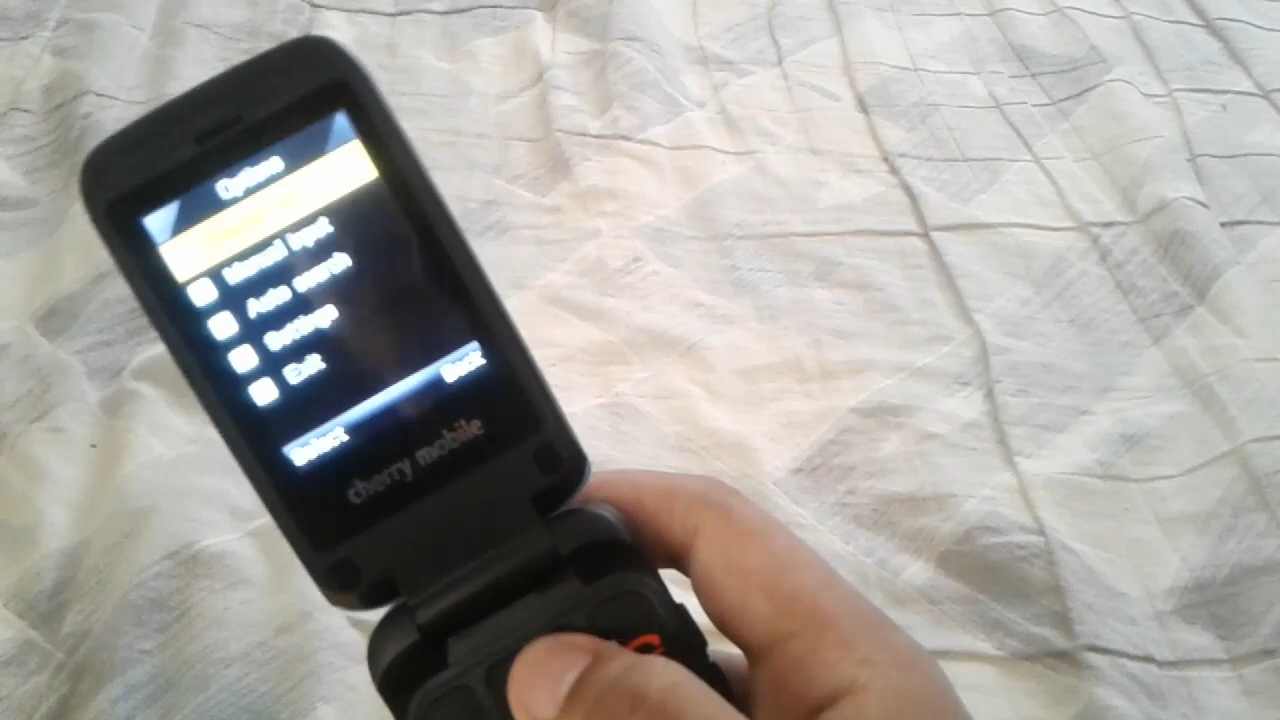 Options
Manual input
Auto search
Settings
Exit
Select
Back
cherry mobile